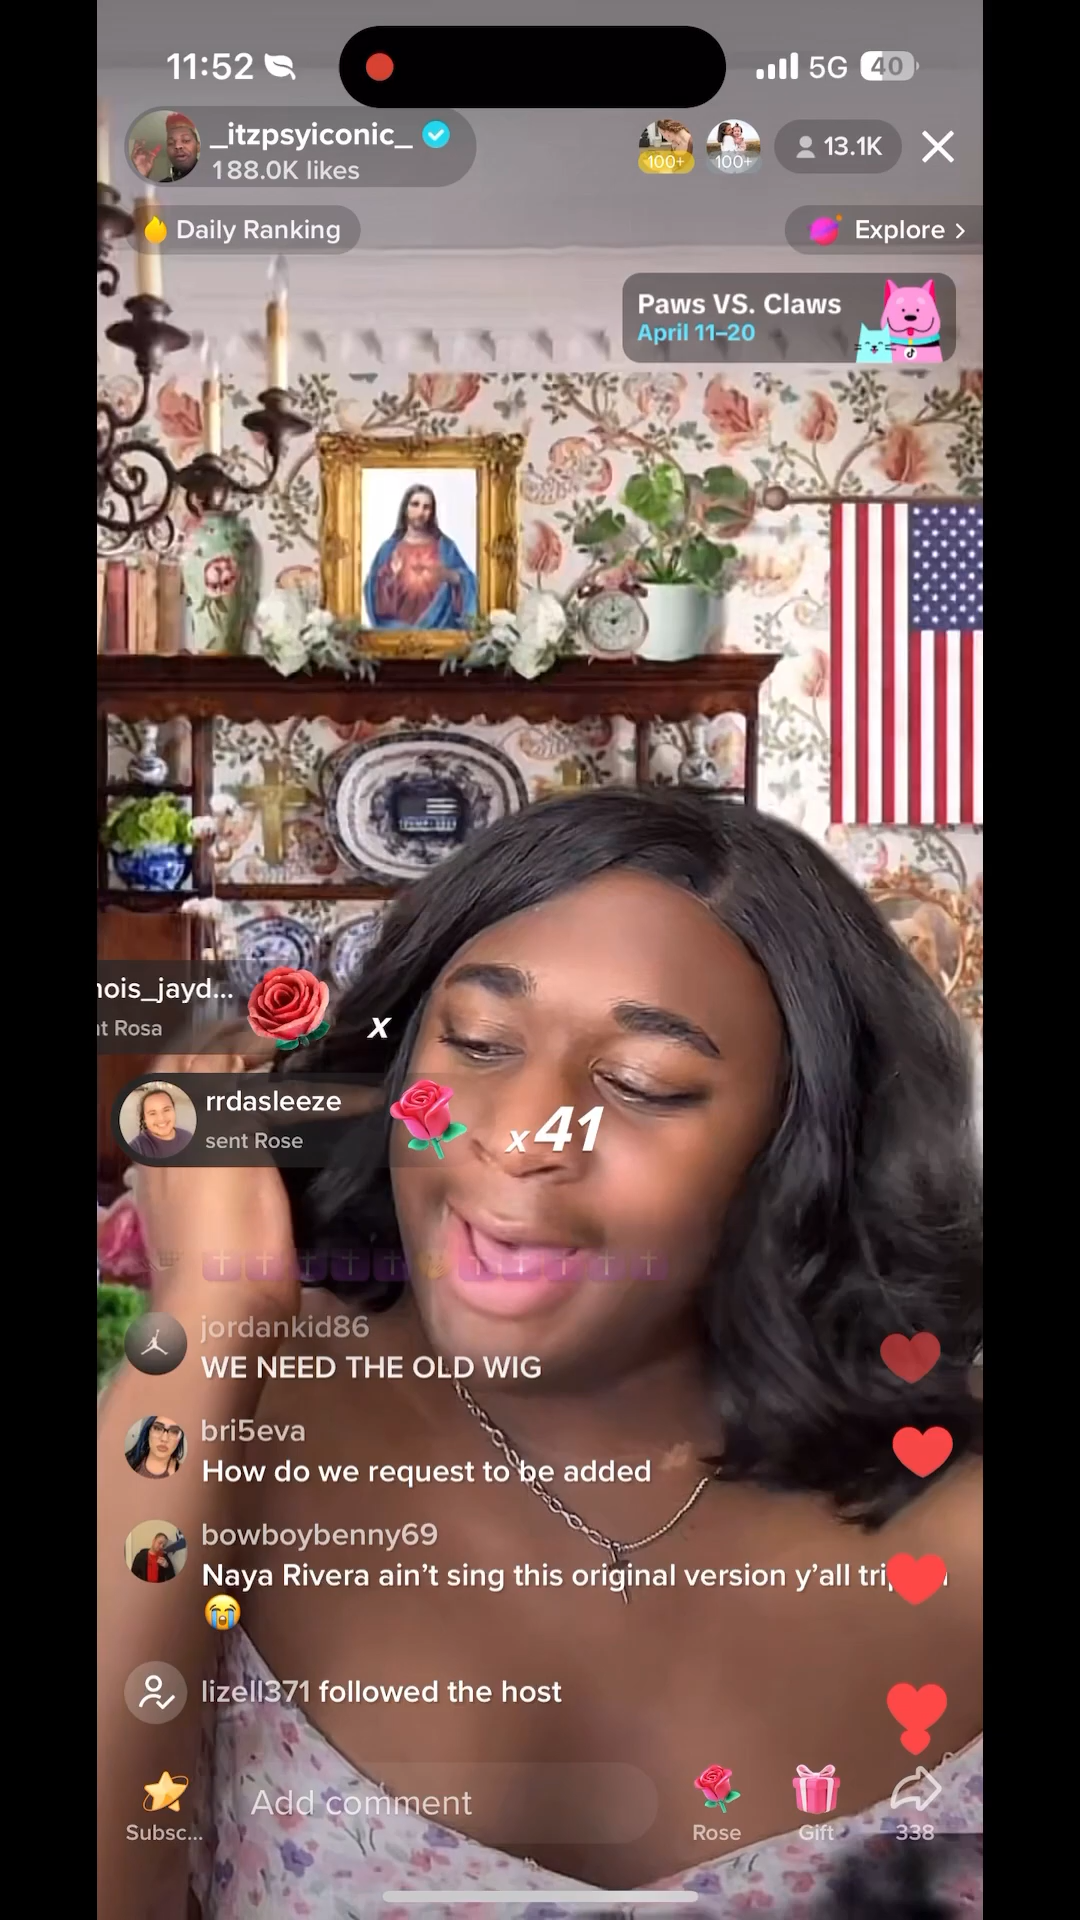 11:52
5G
40
_itzpsyiconic_
188.0K likes
100+
100+
13.1K
Daily Ranking
Explore
Paws VS. Claws
April 11–20
nois_jayd...
nt Rosa
x
rrdasleeze
sent Rose
x41
jordankid86
WE NEED THE OLD WIG
bri5eva
How do we request to be added
bowboybenny69
Naya Rivera ain’t sing this original version y’all
😭
lizell371 followed the host
Subsc...
Add comment
Rose
Gift
338